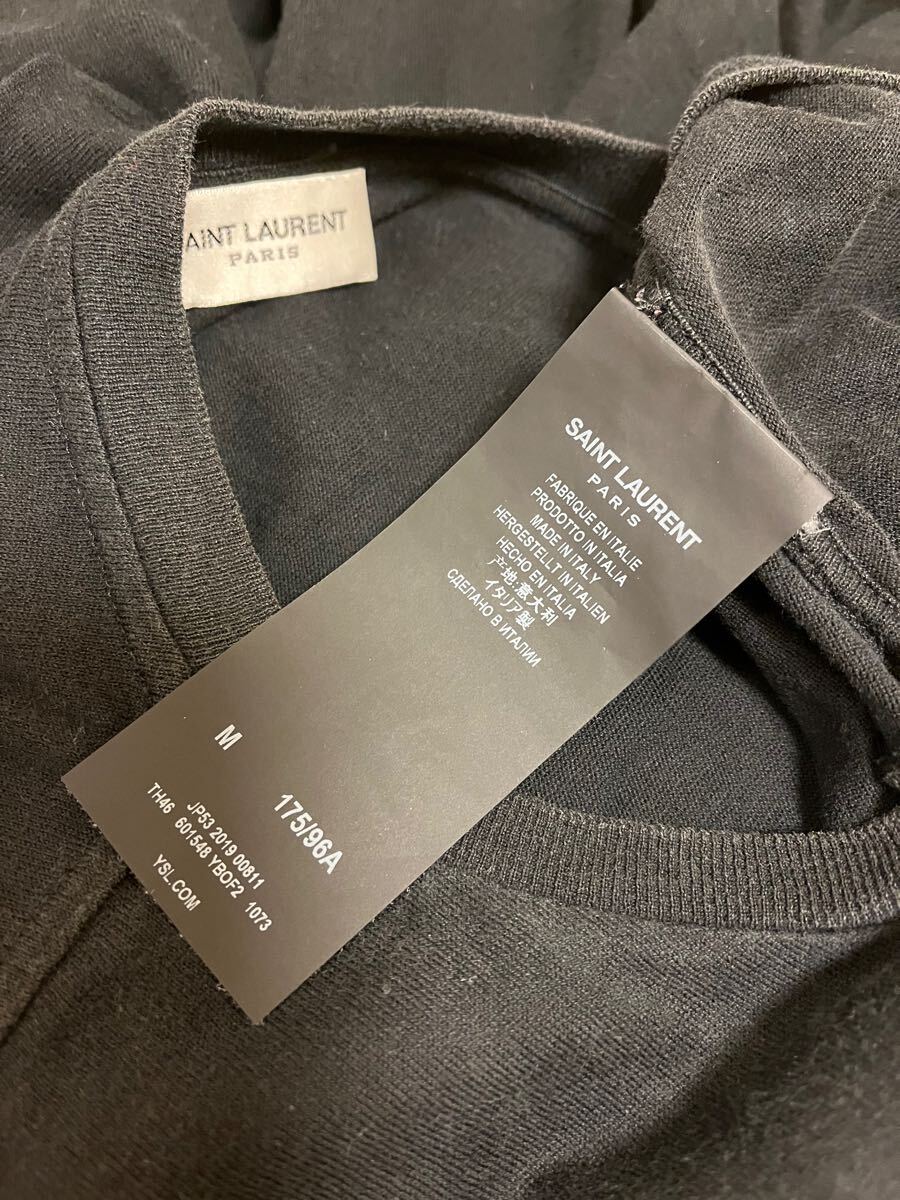 AINT LAURENT
PARIS
SAINT LAURENT
PARIS
FABRIQUE EN ITALIE
PRODOTTO IN ITALIA
MADE IN ITALY
HERGESTELLT IN ITALIEN
HECHO EN ITALIA
产地:意大利
イタリア製
СДЕЛАНО В ИТАЛИИ
M
175/96A
JP53 2019 00811
TH46 601548 YBOF2 1073
YSL.COM